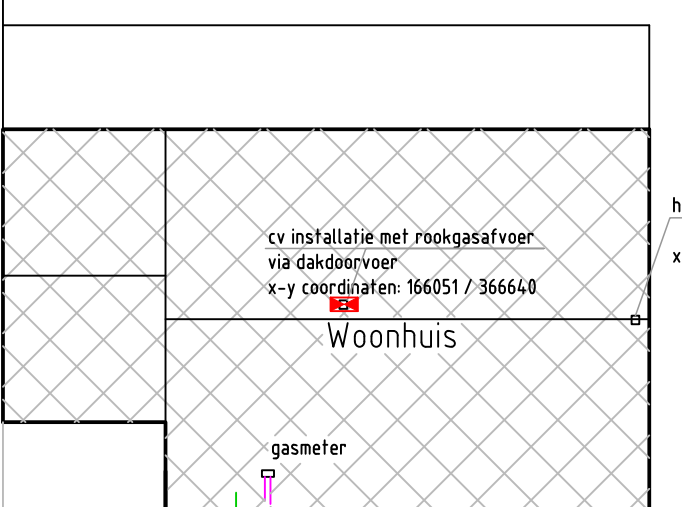 cv installatie met rookgasafvoer
via dakdoorvoer
x-y coordinaten: 166051 / 366640
Woonhuis
gasmeter
h
x